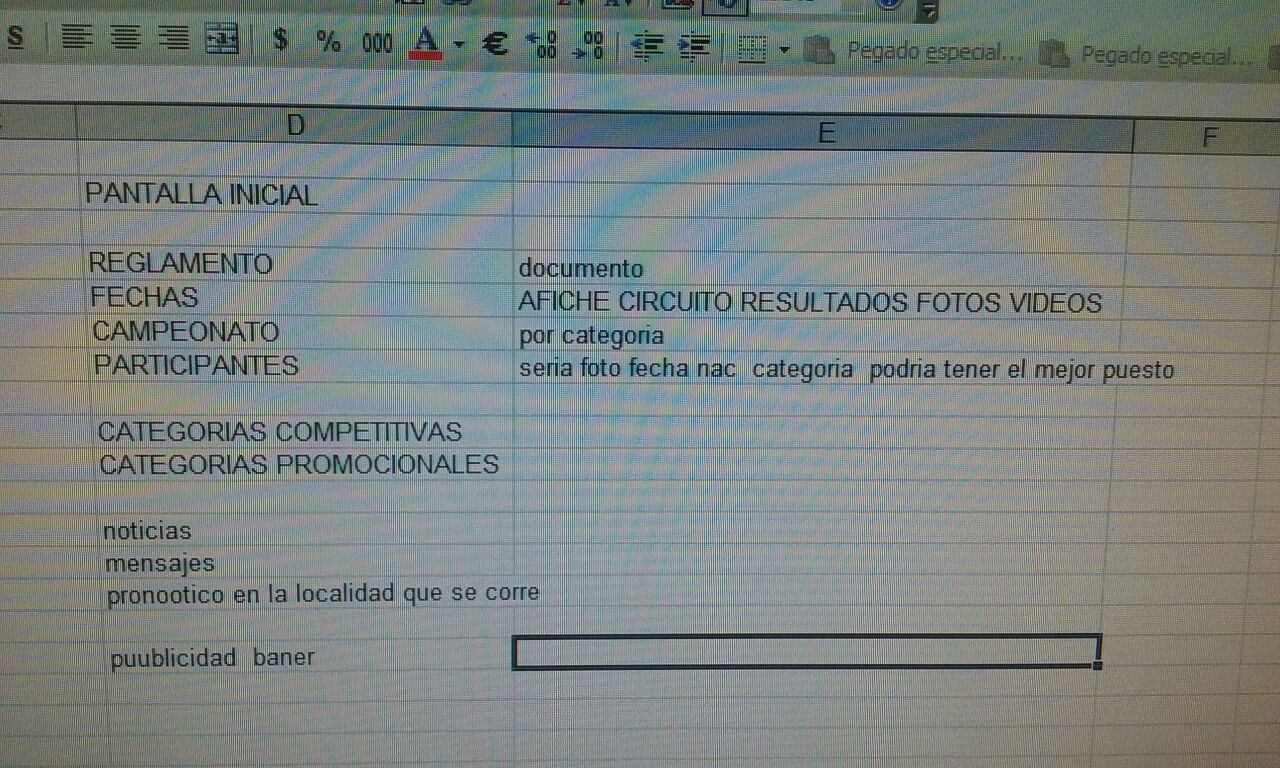 S $ % 000 A €
Pegado especial... Pegado especial...
D E F
PANTALLA INICIAL
REGLAMENTO documento
FECHAS AFICHE CIRCUITO RESULTADOS FOTOS VIDEOS
CAMPEONATO por categoria
PARTICIPANTES seria foto fecha nac categoria podria tener el mejor puesto
CATEGORIAS COMPETITIVAS
CATEGORIAS PROMOCIONALES
noticias
mensajes
pronootico en la localidad que se corre
puublicidad baner